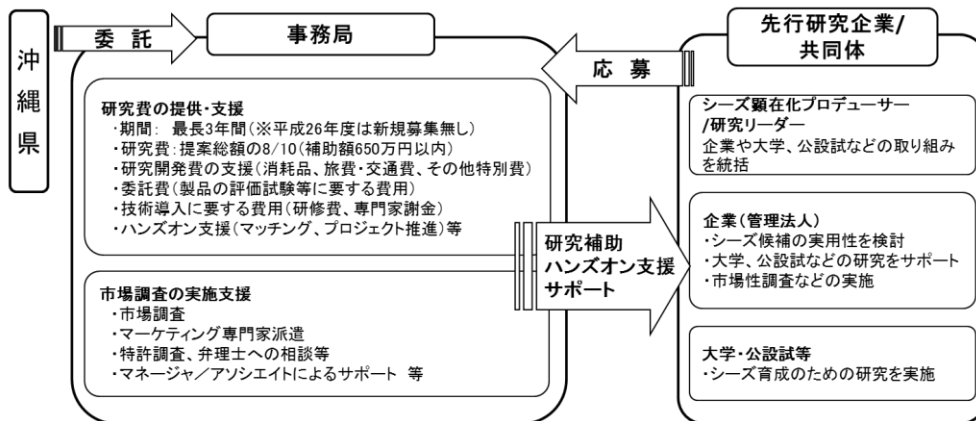 沖縄県
委託
事務局
研究費の提供・支援
・期間： 最長3年間（※平成26年度は新規募集無し）
・研究費：提案総額の8/10（補助額650万円以内）
・研究開発費の支援（消耗品、旅費・交通費、その他特別費）
・委託費（製品の評価試験等に要する費用）
・技術導入に要する費用（研修費、専門家謝金）
・ハンズオン支援（マッチング、プロジェクト推進）等
市場調査の実施支援
・市場調査
・マーケティング専門家派遣
・特許調査、弁理士への相談等
・マネージャ／アソシエイトによるサポート 等
応募
研究補助
ハンズオン支援
サポート
先行研究企業/
共同体
シーズ顕在化プロデューサー
/研究リーダー
企業や大学、公設試などの取り組み
を統括
企業（管理法人）
・シーズ候補の実用性を検討
・大学、公設試などの研究をサポート
・市場性調査などの実施
大学・公設試等
・シーズ育成のための研究を実施